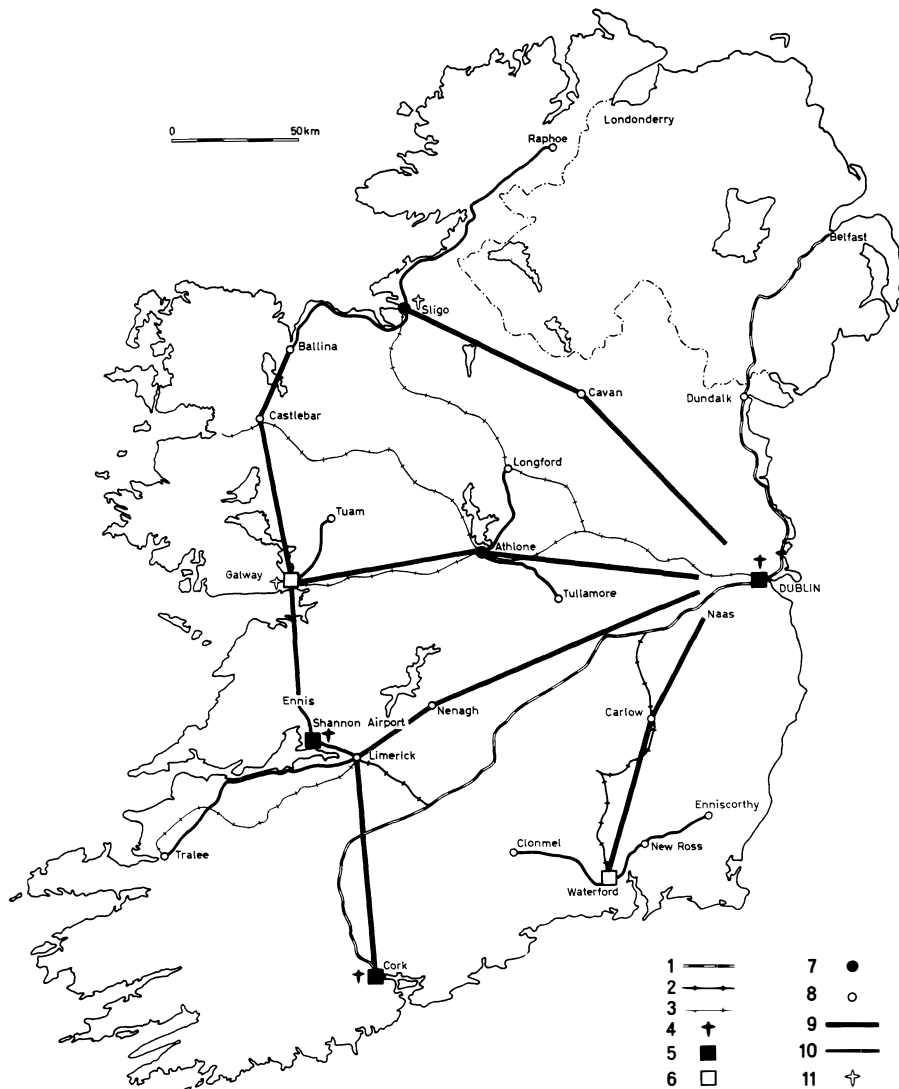 Londonderry
0 50km
Raphoe
Belfast
Sligo
Ballina
Cavan
Dundalk
Castlebar
Longford
Tuam
Athlone
Galway
DUBLIN
Tullamore
Naas
Ennis
Shannon Airport
Nenagh
Carlow
Limerick
Enniscorthy
Clonmel
New Ross
Tralee
Waterford
Cork
1
2
3
4
5
6
7
8
9
10
11